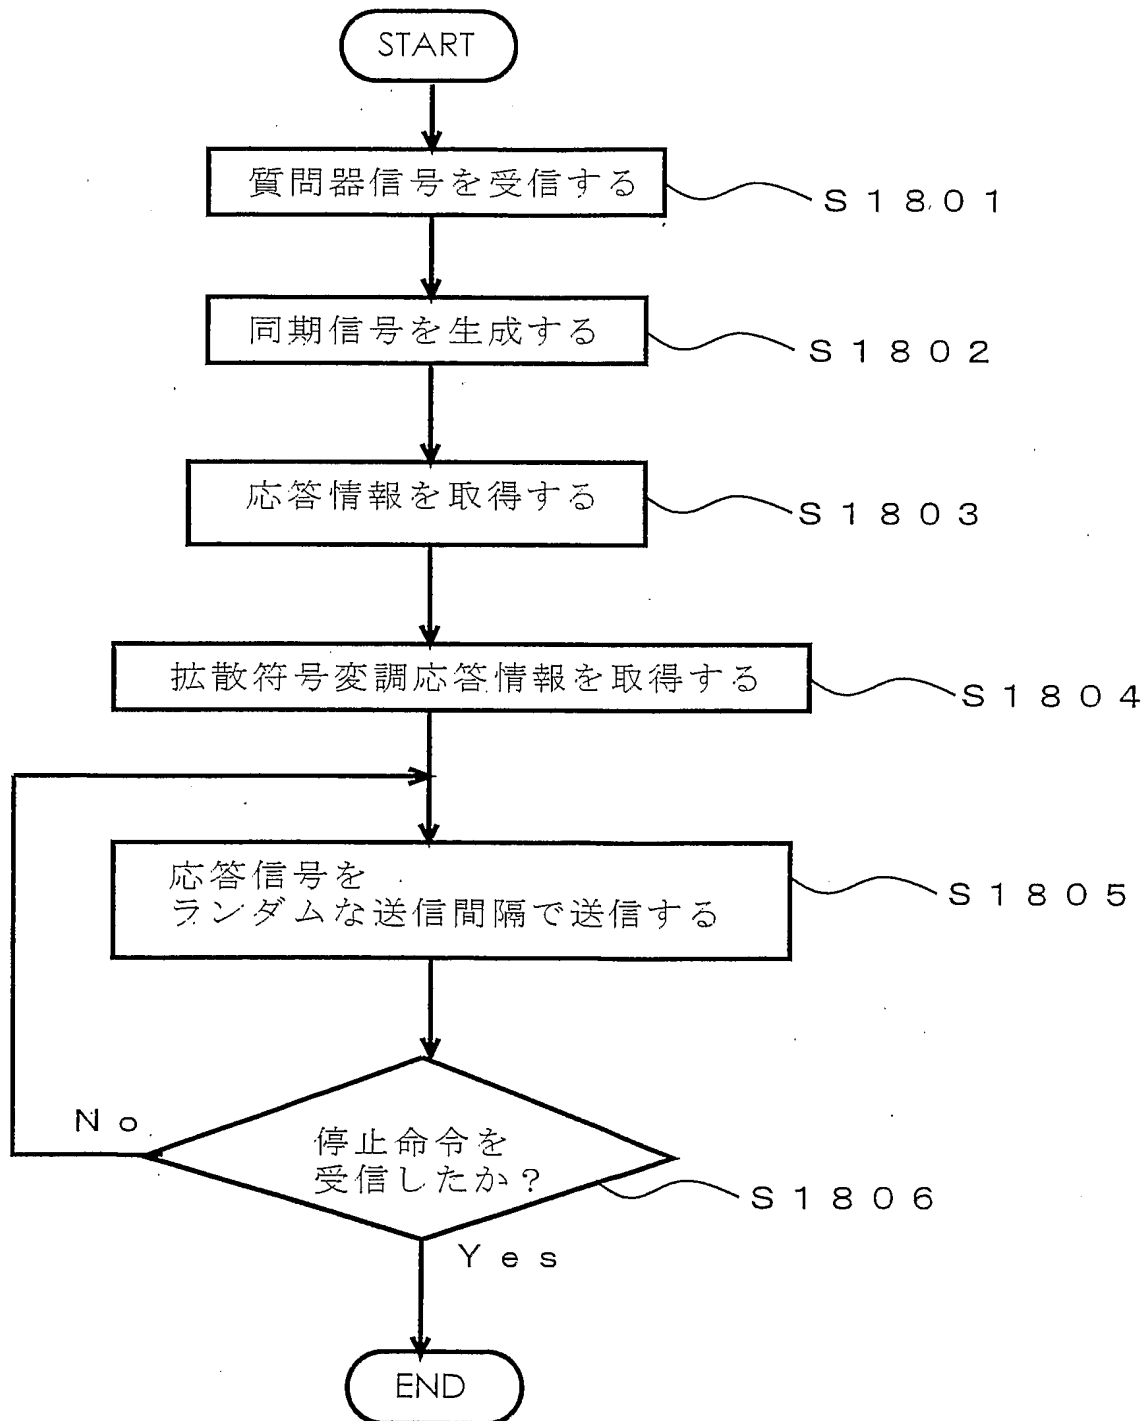 START
質問器信号を受信する
S1801
同期信号を生成する
S1802
応答情報を取得する
S1803
拡散符号変調応答情報を取得する
S1804
応答信号を
ランダムな送信間隔で送信する
S1805
No
停止命令を
受信したか?
S1806
Yes
END